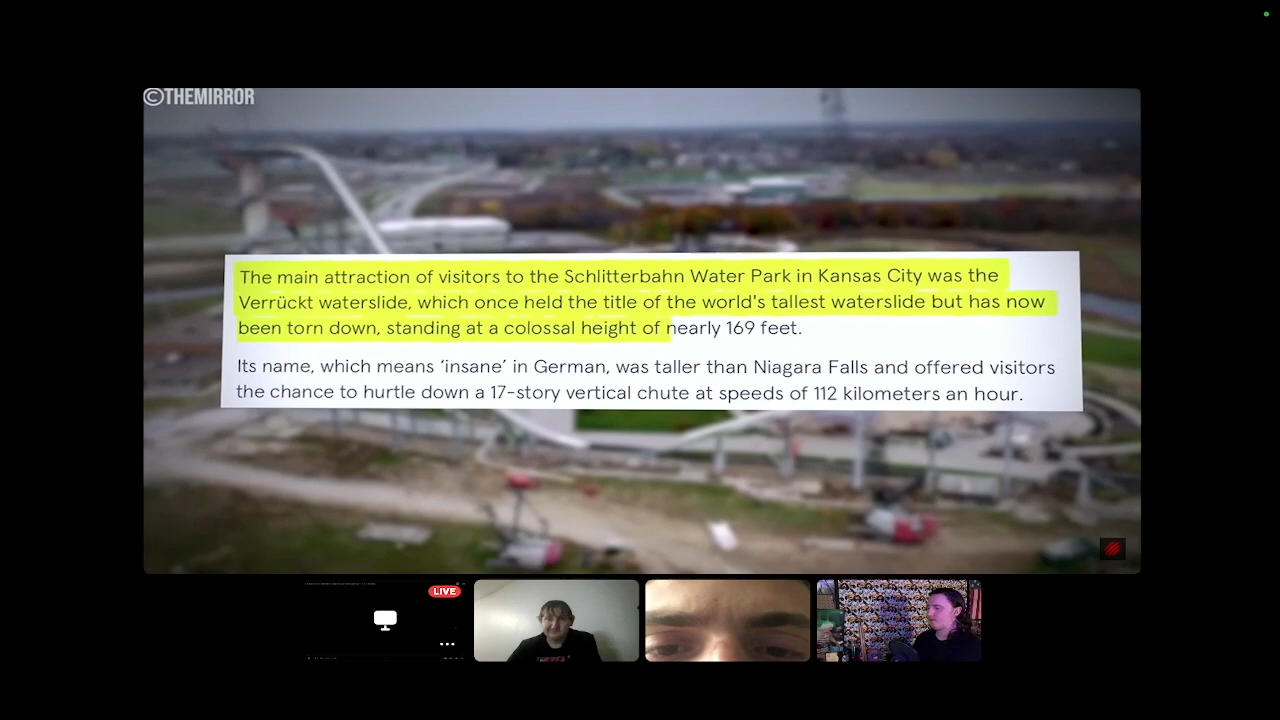 ©THEMIRROR
The main attraction of visitors to the Schlitterbahn Water Park in Kansas City was the
Verrückt waterslide, which once held the title of the world's tallest waterslide but has now
been torn down, standing at a colossal height of nearly 169 feet.
Its name, which means ‘insane’ in German, was taller than Niagara Falls and offered visitors
the chance to hurtle down a 17-story vertical chute at speeds of 112 kilometers an hour.
LIVE